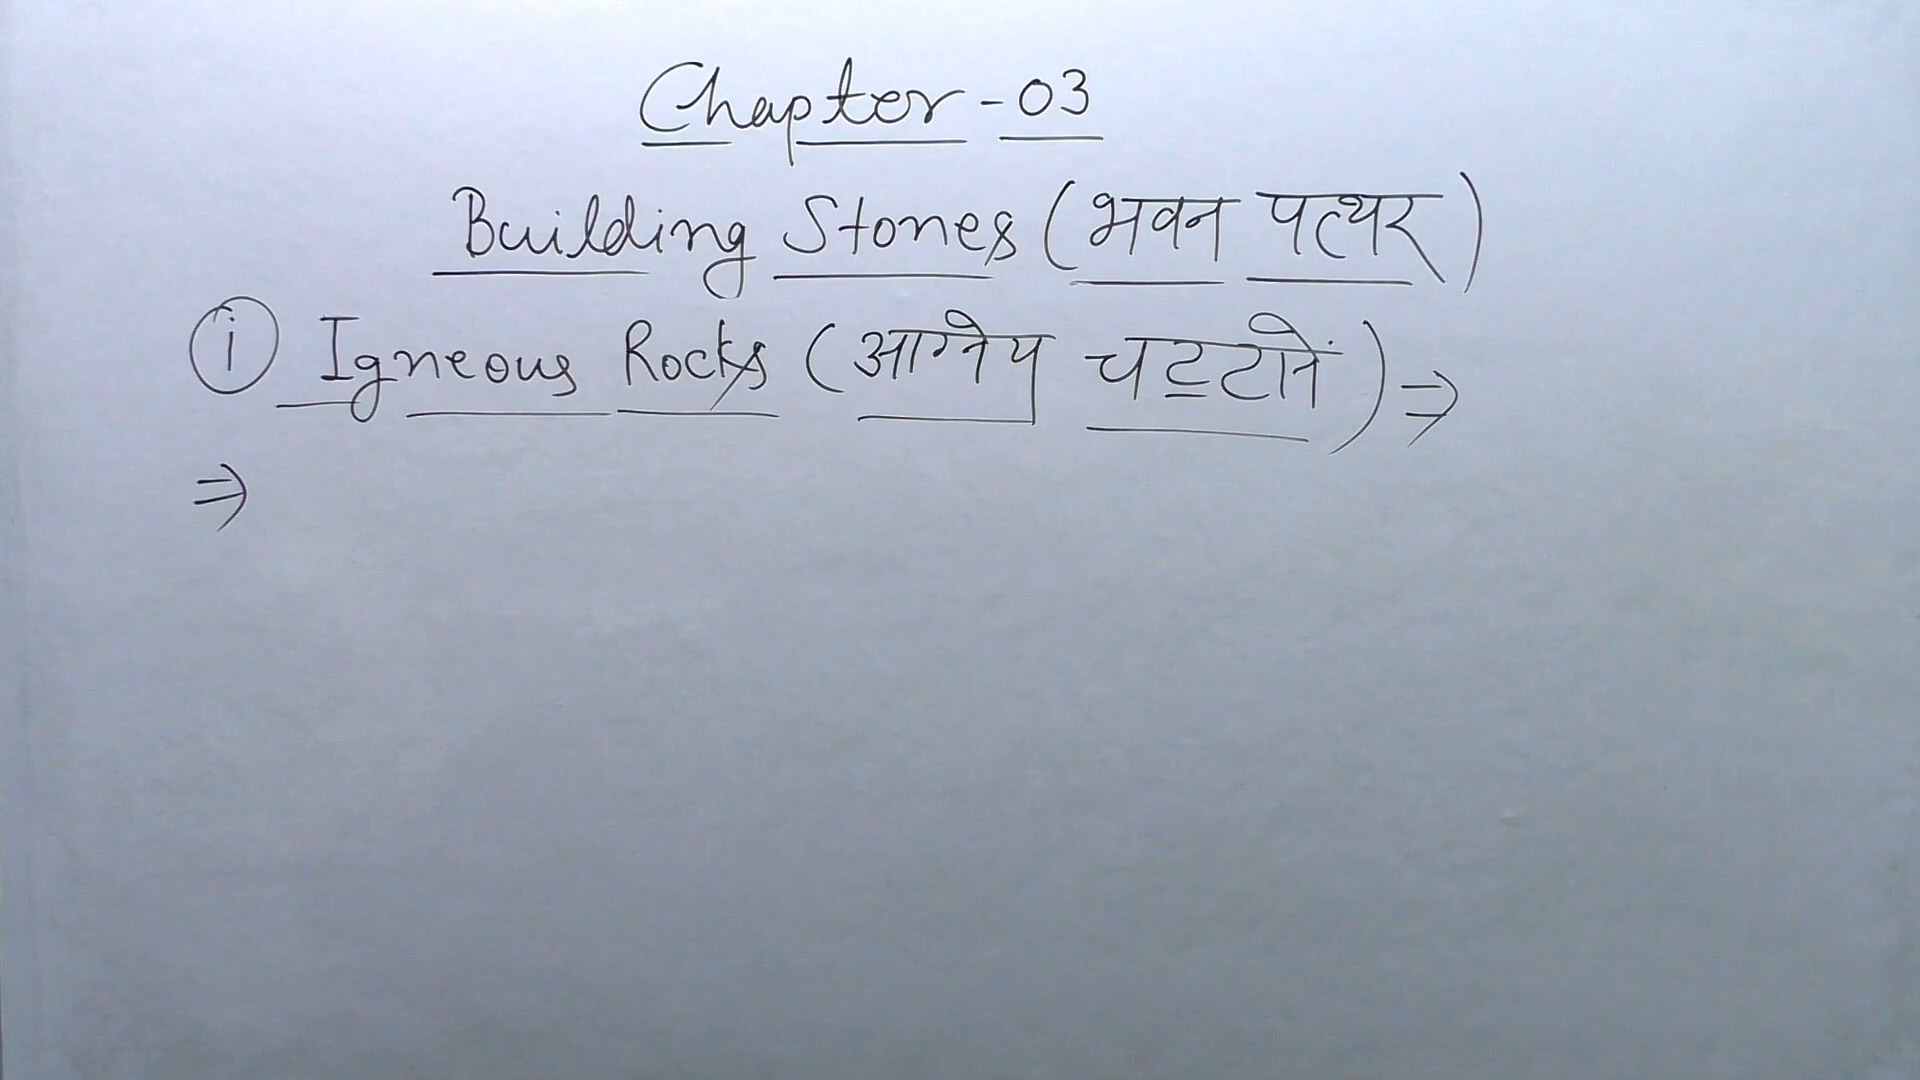 Chapter - 03
Building Stones (भवन पत्थर)
(i) Igneous Rocks (आग्नेय चट्टानें) ⇒
⇒